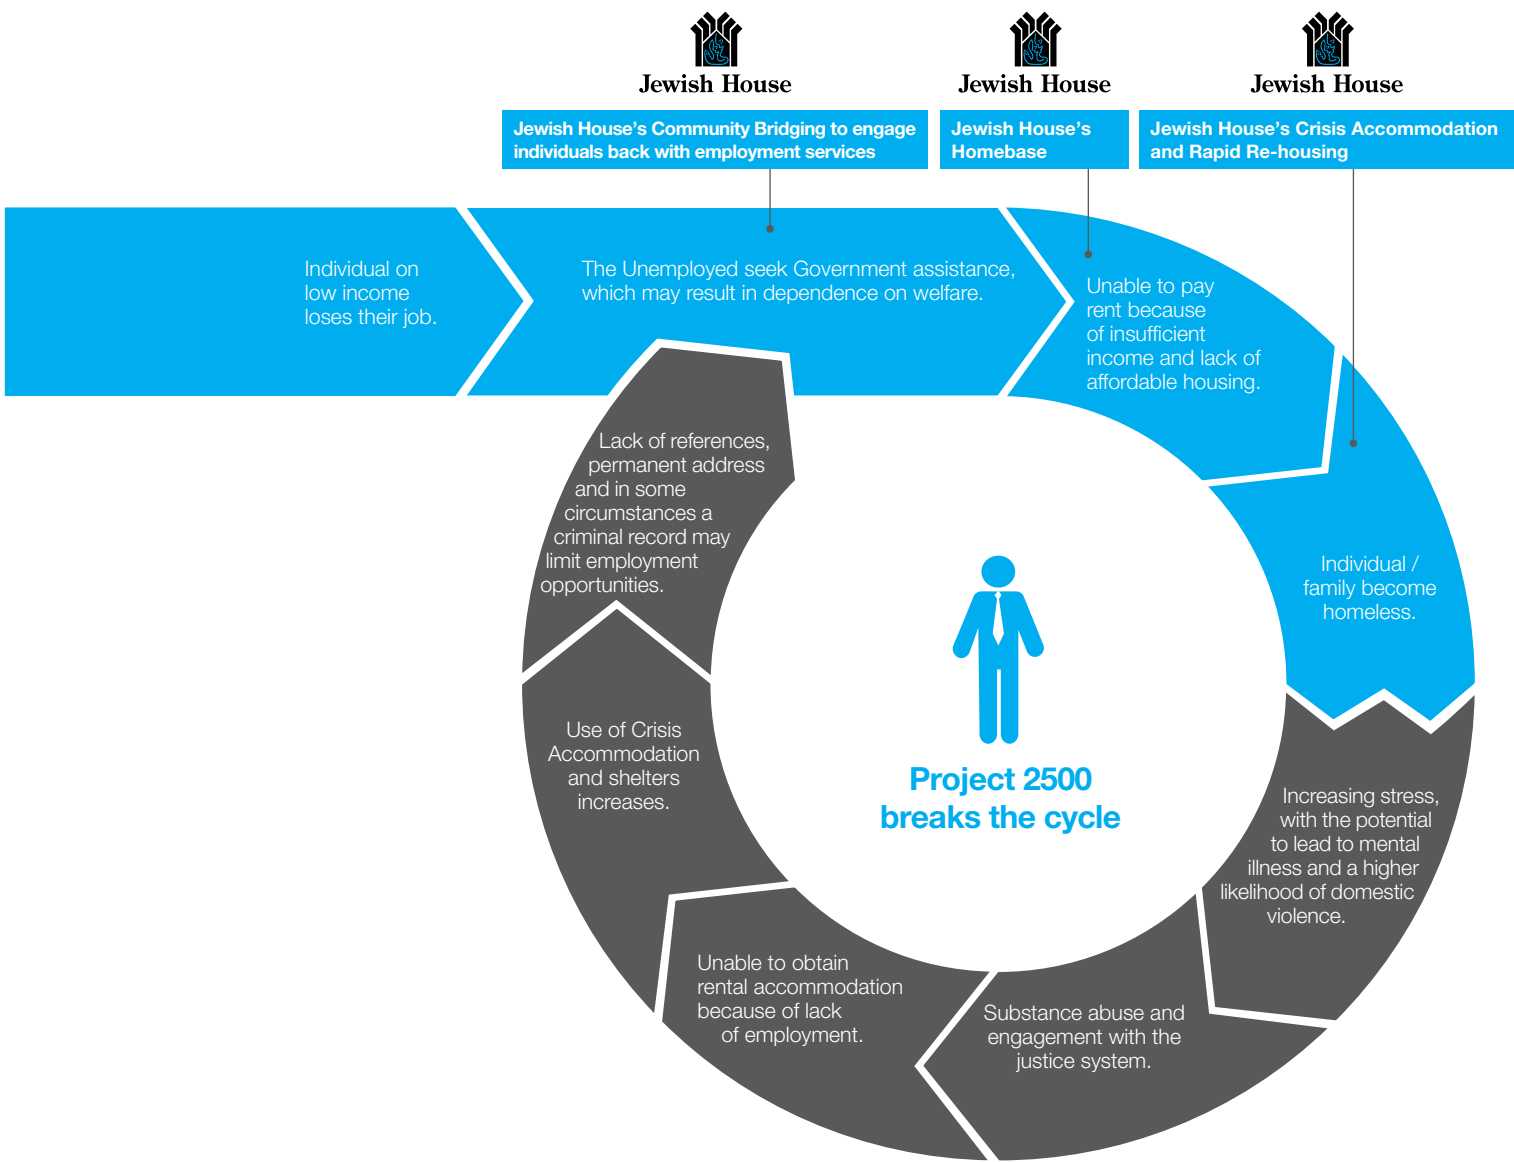 Jewish House
Jewish House
Jewish House
Jewish House’s Community Bridging to engage
individuals back with employment services
Jewish House’s
Homebase
Jewish House’s Crisis Accommodation
and Rapid Re-housing
Individual on
low income
loses their job.
The Unemployed seek Government assistance,
which may result in dependence on welfare.
Unable to pay
rent because
of insufficient
income and lack of
affordable housing.
Individual /
family become
homeless.
Increasing stress,
with the potential
to lead to mental
illness and a higher
likelihood of domestic
violence.
Substance abuse and
engagement with the
justice system.
Unable to obtain
rental accommodation
because of lack
of employment.
Use of Crisis
Accommodation
and shelters
increases.
Lack of references,
permanent address
and in some
circumstances a
criminal record may
limit employment
opportunities.
Project 2500
breaks the cycle